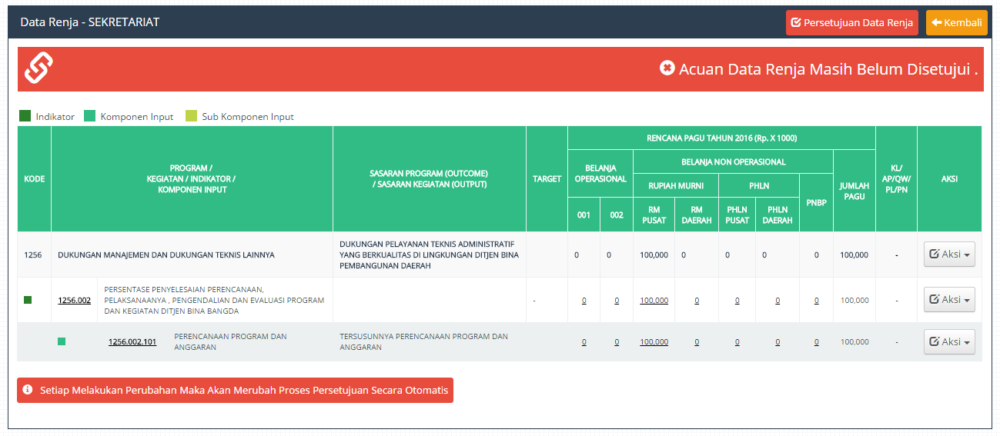 Data Renja - SEKRETARIAT
Persetujuan Data Renja
Kembali
Acuan Data Renja Masih Belum Disetujui .
Indikator
Komponen Input
Sub Komponen Input
KODE
PROGRAM /
KEGIATAN / INDIKATOR /
KOMPONEN INPUT
SASARAN PROGRAM (OUTCOME)
/ SASARAN KEGIATAN (OUTPUT)
TARGET
RENCANA PAGU TAHUN 2016 (Rp. X 1000)
BELANJA
OPERASIONAL
BELANJA NON OPERASIONAL
RUPIAH MURNI
PHLN
PNBP
JUMLAH
PAGU
001
002
RM
PUSAT
RM
DAERAH
PHLN
PUSAT
PHLN
DAERAH
KL/
AP/QW/
PL/PN
AKSI
1256
DUKUNGAN MANAJEMEN DAN DUKUNGAN TEKNIS LAINNYA
DUKUNGAN PELAYANAN TEKNIS ADMINISTRATIF
YANG BERKUALITAS DI LINGKUNGAN DITJEN BINA
PEMBANGUNAN DAERAH
0 0 100,000 0 0 0 0 100,000 - Aksi
1256.002
PERSENTASE PENYELESAIAN PERENCANAAN,
PELAKSANAANYA , PENGENDALIAN DAN EVALUASI PROGRAM
DAN KEGIATAN DITJEN BINA BANGDA
- 0 0 100,000 0 0 0 0 100,000 - Aksi
1256.002.101
PERENCANAAN PROGRAM DAN
ANGGARAN
TERSUSUNNYA PERENCANAAN PROGRAM DAN
ANGGARAN
0 0 100,000 0 0 0 0 100,000 - Aksi
Setiap Melakukan Perubahan Maka Akan Merubah Proses Persetujuan Secara Otomatis